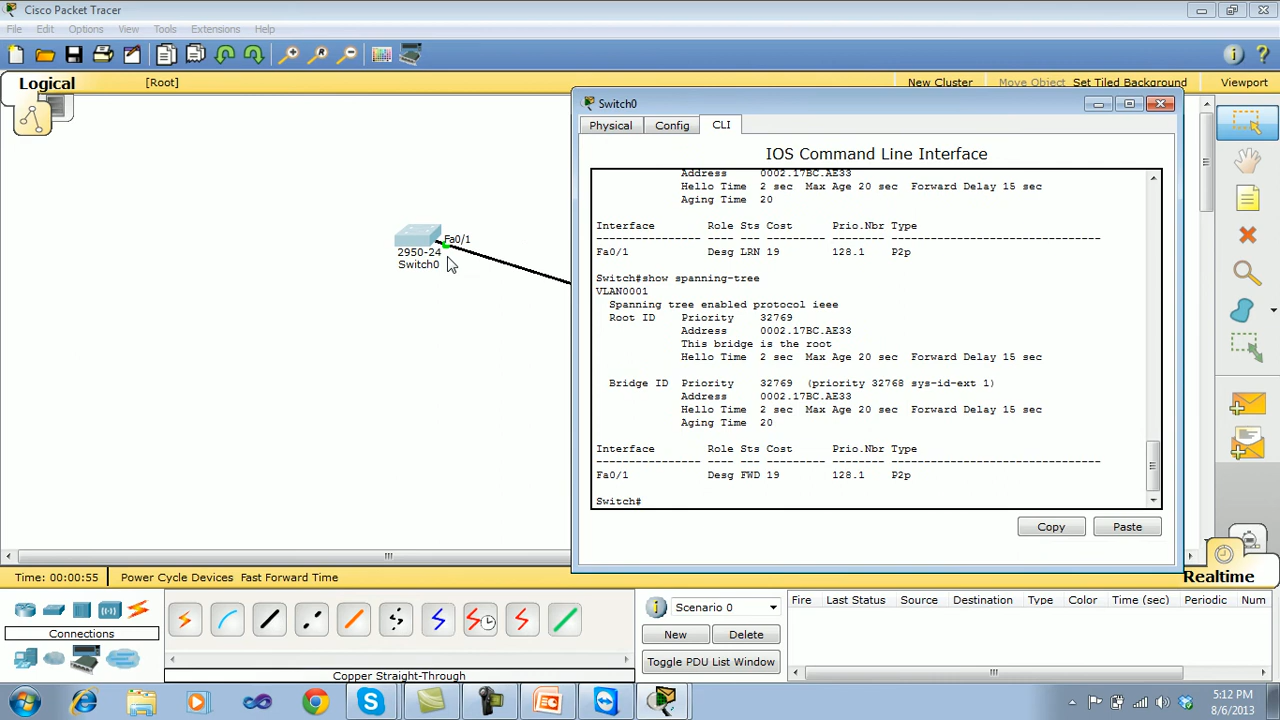 Cisco Packet Tracer
File Edit Options View Tools Extensions Help
Logical [Root] New Cluster Move Object Set Tiled Background Viewport
Switch0
Physical Config CLI
IOS Command Line Interface
Address 0002.17BC.AE33
Hello Time 2 sec Max Age 20 sec Forward Delay 15 sec
Aging Time 20
Interface Role Sts Cost Prio.Nbr Type
---------------- ---- --- --------- -------- --------------------------------
Fa0/1 Desg LRN 19 128.1 P2p
Switch#show spanning-tree
VLAN0001
Spanning tree enabled protocol ieee
Root ID Priority 32769
Address 0002.17BC.AE33
This bridge is the root
Hello Time 2 sec Max Age 20 sec Forward Delay 15 sec
Bridge ID Priority 32769 (priority 32768 sys-id-ext 1)
Address 0002.17BC.AE33
Hello Time 2 sec Max Age 20 sec Forward Delay 15 sec
Aging Time 20
Interface Role Sts Cost Prio.Nbr Type
---------------- ---- --- --------- -------- --------------------------------
Fa0/1 Desg FWD 19 128.1 P2p
Switch#
Copy Paste
Fa0/1
2950-24
Switch0
Time: 00:00:55 Power Cycle Devices Fast Forward Time
Realtime
Connections
Copper Straight-Through
Scenario 0
New Delete
Toggle PDU List Window
Fire Last Status Source Destination Type Color Time (sec) Periodic Num
5:12 PM
8/6/2013